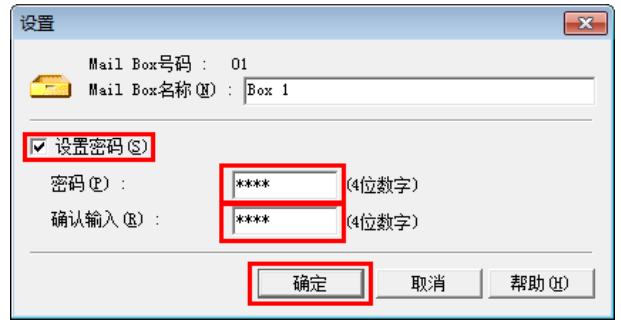 设置
Mail Box号码 : 01
Mail Box名称(N) : Box 1
设置密码(S)
密码(P) : **** (4位数字)
确认输入(R) : **** (4位数字)
确定 取消 帮助(H)